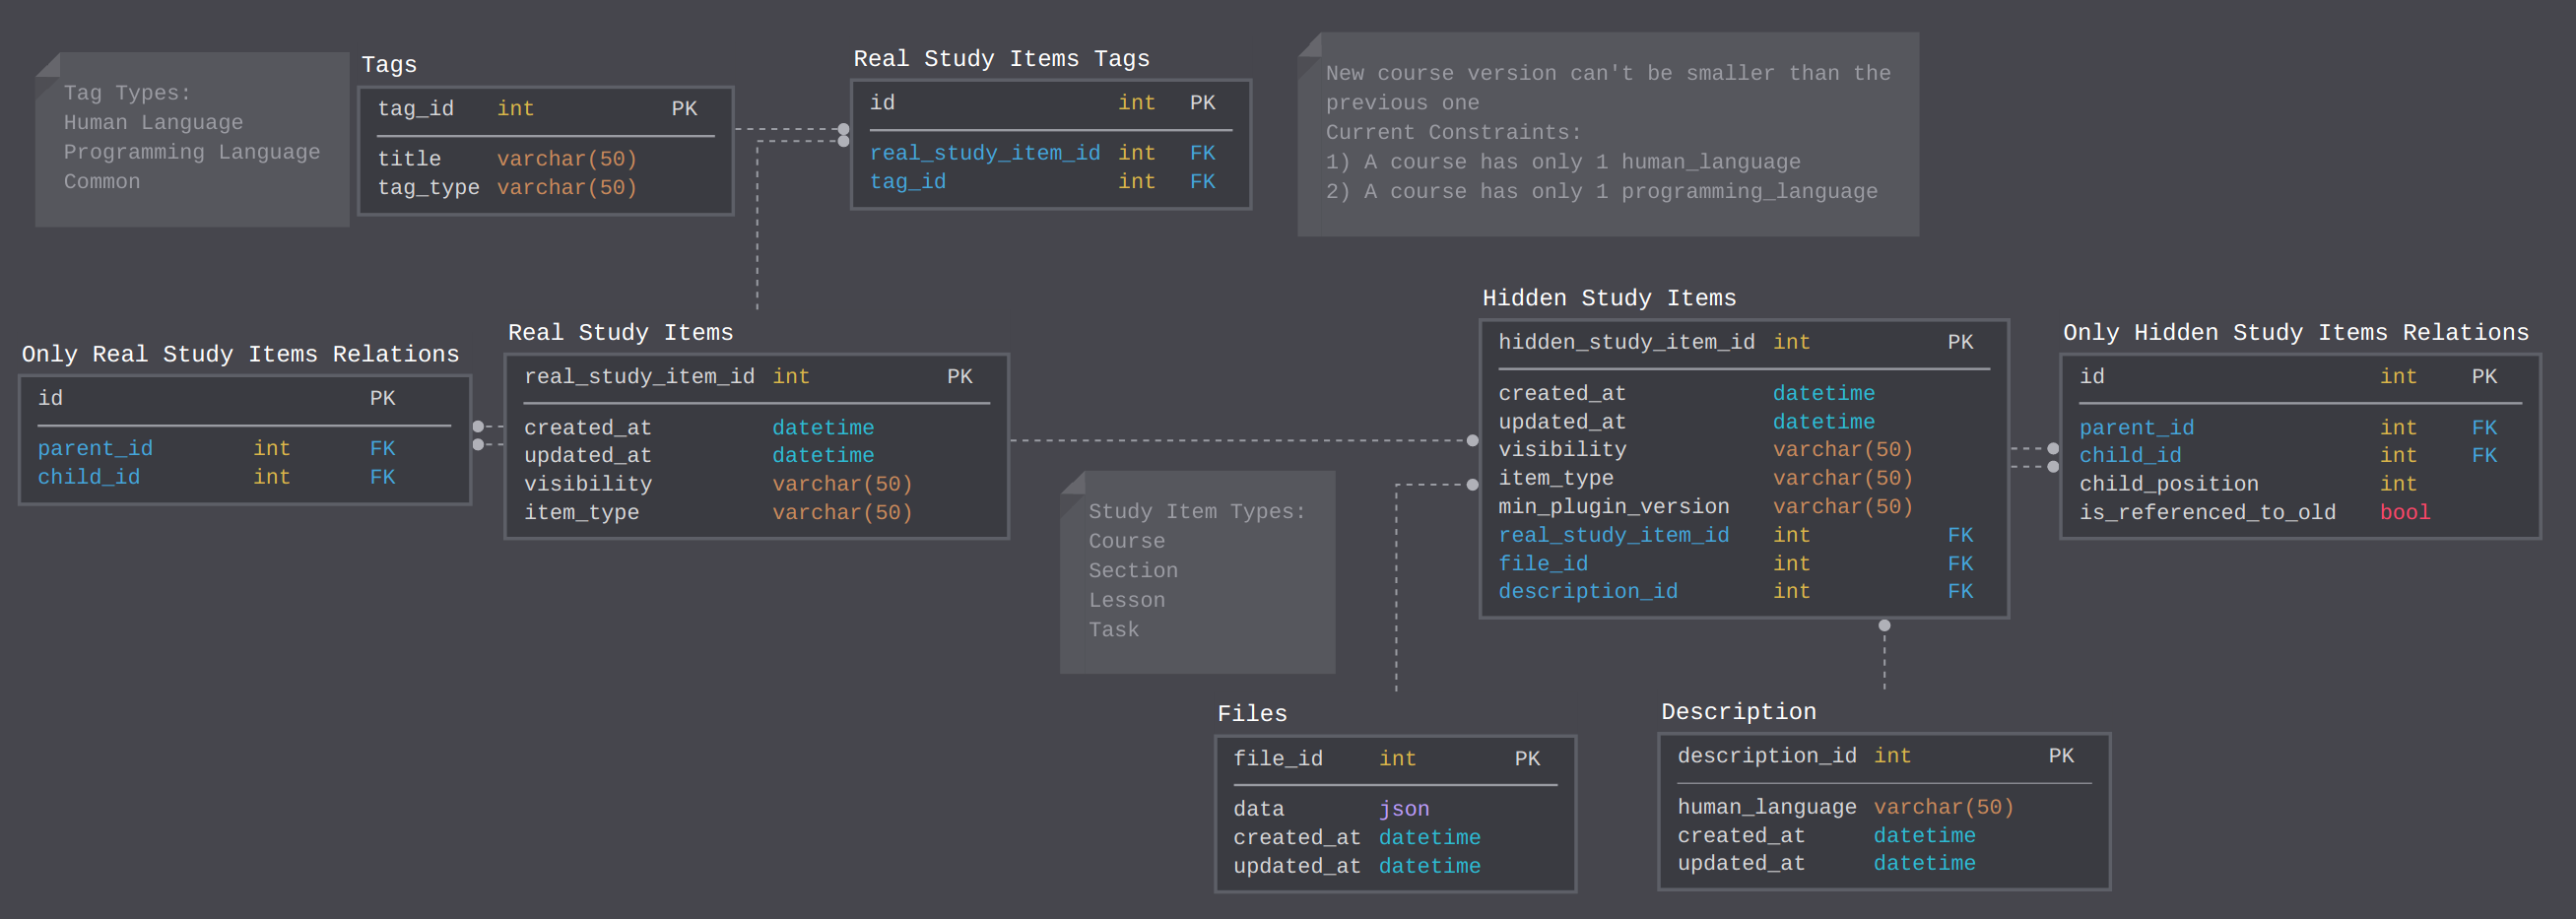 Tag Types:
Human Language
Programming Language
Common
Tags
tag_id int PK
title varchar(50)
tag_type varchar(50)
Real Study Items Tags
id int PK
real_study_item_id int FK
tag_id int FK
New course version can't be smaller than the
previous one
Current Constraints:
1) A course has only 1 human_language
2) A course has only 1 programming_language
Only Real Study Items Relations
id PK
parent_id int FK
child_id int FK
Real Study Items
real_study_item_id int PK
created_at datetime
updated_at datetime
visibility varchar(50)
item_type varchar(50)
Study Item Types:
Course
Section
Lesson
Task
Hidden Study Items
hidden_study_item_id int PK
created_at datetime
updated_at datetime
visibility varchar(50)
item_type varchar(50)
min_plugin_version varchar(50)
real_study_item_id int FK
file_id int FK
description_id int FK
Only Hidden Study Items Relations
id int PK
parent_id int FK
child_id int FK
child_position int
is_referenced_to_old bool
Files
file_id int PK
data json
created_at datetime
updated_at datetime
Description
description_id int PK
human_language varchar(50)
created_at datetime
updated_at datetime